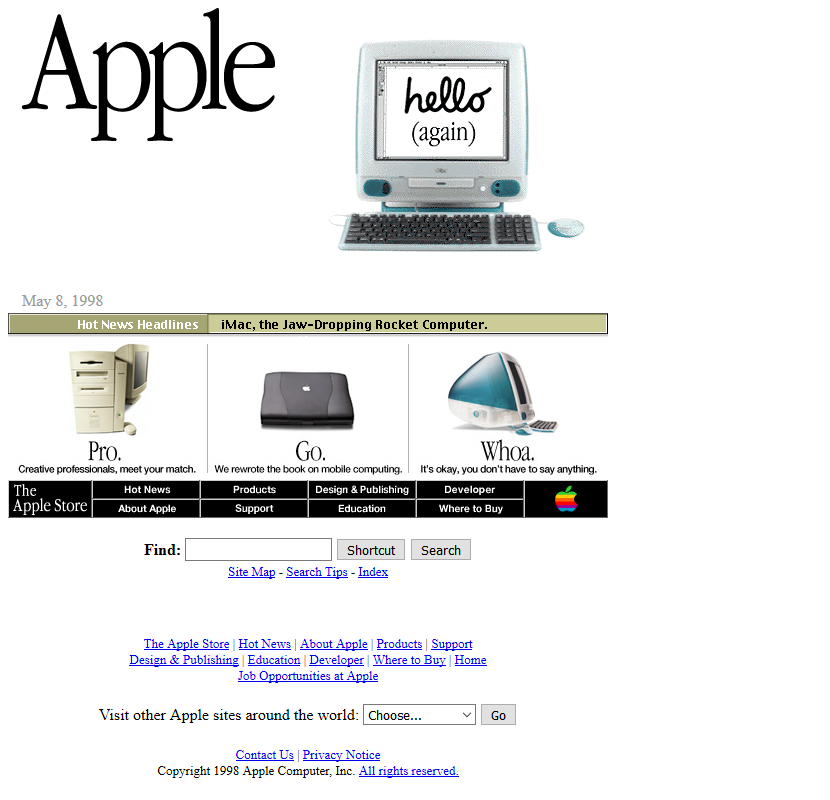 Apple
hello
(again)
May 8, 1998
Hot News Headlines iMac, the Jaw-Dropping Rocket Computer.
Pro. Go. Whoa.
Creative professionals, meet your match. We rewrote the book on mobile computing. It's okay, you don't have to say anything.
The Apple Store
Hot News Products Design & Publishing Developer
About Apple Support Education Where to Buy
Find: Shortcut Search
Site Map - Search Tips - Index
The Apple Store | Hot News | About Apple | Products | Support
Design & Publishing | Education | Developer | Where to Buy | Home
Job Opportunities at Apple
Visit other Apple sites around the world: Choose... Go
Contact Us | Privacy Notice
Copyright 1998 Apple Computer, Inc. All rights reserved.